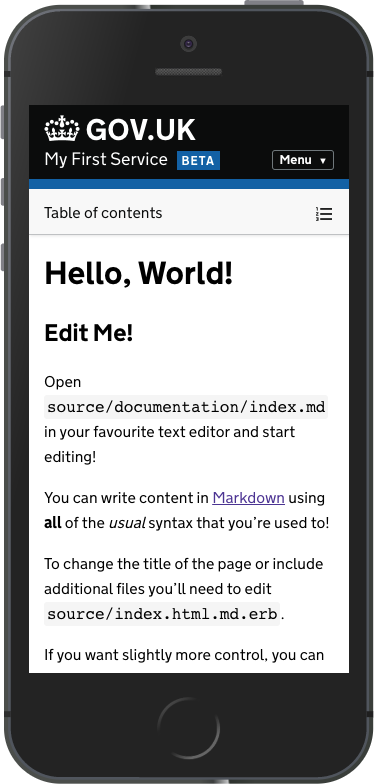 GOV.UK
My First Service BETA Menu ▼
Table of contents
Hello, World!
Edit Me!
Open
source/documentation/index.md
in your favourite text editor and start
editing!
You can write content in Markdown using
all of the usual syntax that you’re used to!
To change the title of the page or include
additional files you’ll need to edit
source/index.html.md.erb.
If you want slightly more control, you can